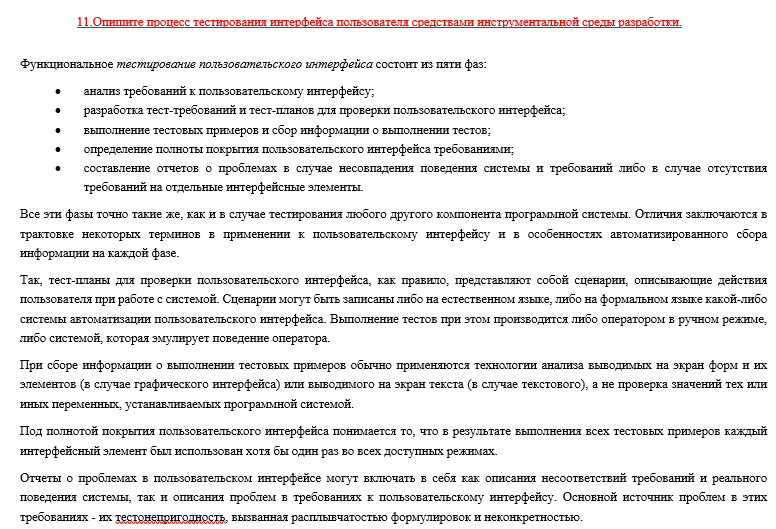 11.Опишите процесс тестирования интерфейса пользователя средствами инструментальной среды разработки.
Функциональное тестирование пользовательского интерфейса состоит из пяти фаз:
• анализ требований к пользовательскому интерфейсу;
• разработка тест-требований и тест-планов для проверки пользовательского интерфейса;
• выполнение тестовых примеров и сбор информации о выполнении тестов;
• определение полноты покрытия пользовательского интерфейса требованиями;
• составление отчетов о проблемах в случае несовпадения поведения системы и требований либо в случае отсутствия
требований на отдельные интерфейсные элементы.
Все эти фазы точно такие же, как и в случае тестирования любого другого компонента программной системы. Отличия заключаются в
трактовке некоторых терминов в применении к пользовательскому интерфейсу и в особенностях автоматизированного сбора
информации на каждой фазе.
Так, тест-планы для проверки пользовательского интерфейса, как правило, представляют собой сценарии, описывающие действия
пользователя при работе с системой. Сценарии могут быть записаны либо на естественном языке, либо на формальном языке какой-либо
системы автоматизации пользовательского интерфейса. Выполнение тестов при этом производится либо оператором в ручном режиме,
либо системой, которая эмулирует поведение оператора.
При сборе информации о выполнении тестовых примеров обычно применяются технологии анализа выводимых на экран форм и их
элементов (в случае графического интерфейса) или выводимого на экран текста (в случае текстового), а не проверка значений тех или
иных переменных, устанавливаемых программной системой.
Под полнотой покрытия пользовательского интерфейса понимается то, что в результате выполнения всех тестовых примеров каждый
интерфейсный элемент был использован хотя бы один раз во всех доступных режимах.
Отчеты о проблемах в пользовательском интерфейсе могут включать в себя как описания несоответствий требований и реального
поведения системы, так и описания проблем в требованиях к пользовательскому интерфейсу. Основной источник проблем в этих
требованиях - их тестонепригодность, вызванная расплывчатостью формулировок и неконкретностью.